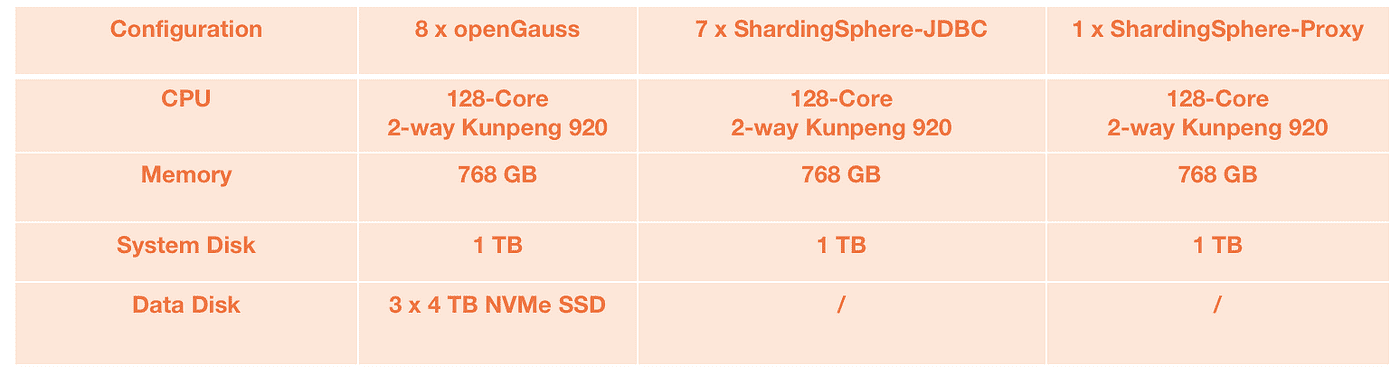 Configuration 8 x openGauss 7 x ShardingSphere-JDBC 1 x ShardingSphere-Proxy
CPU 128-Core 128-Core 128-Core
2-way Kunpeng 920 2-way Kunpeng 920 2-way Kunpeng 920
Memory 768 GB 768 GB 768 GB
System Disk 1 TB 1 TB 1 TB
Data Disk 3 x 4 TB NVMe SSD / /